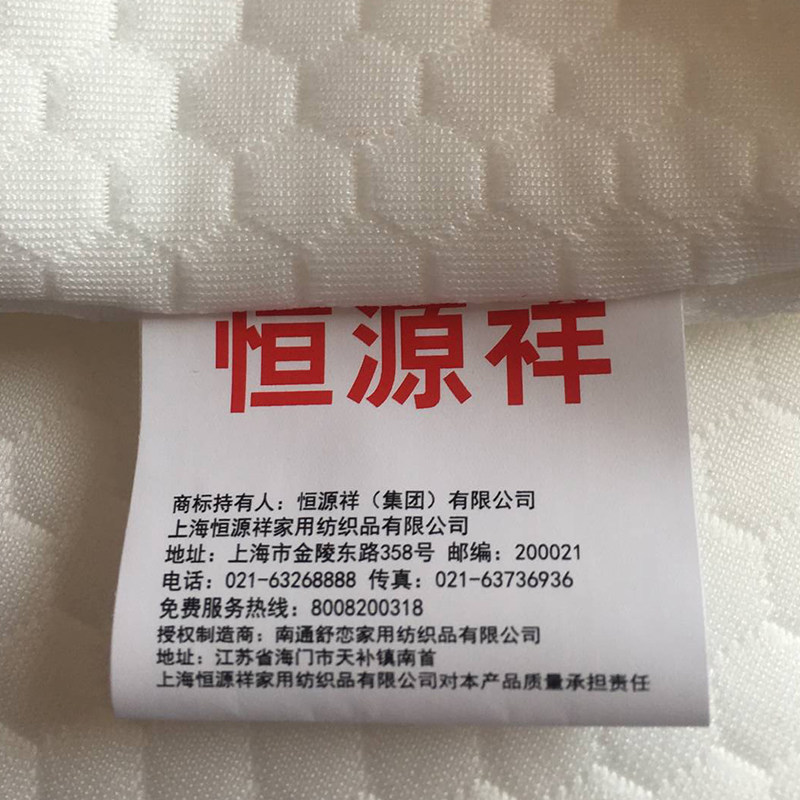 恒源祥
商标持有人：恒源祥（集团）有限公司
上海恒源祥家用纺织品有限公司
地址：上海市金陵东路358号 邮编：200021
电话：021-63268888 传真：021-63736936
免费服务热线：8008200318
授权制造商：南通舒恋家用纺织品有限公司
地址：江苏省海门市天补镇南首
上海恒源祥家用纺织品有限公司对本产品质量承担责任